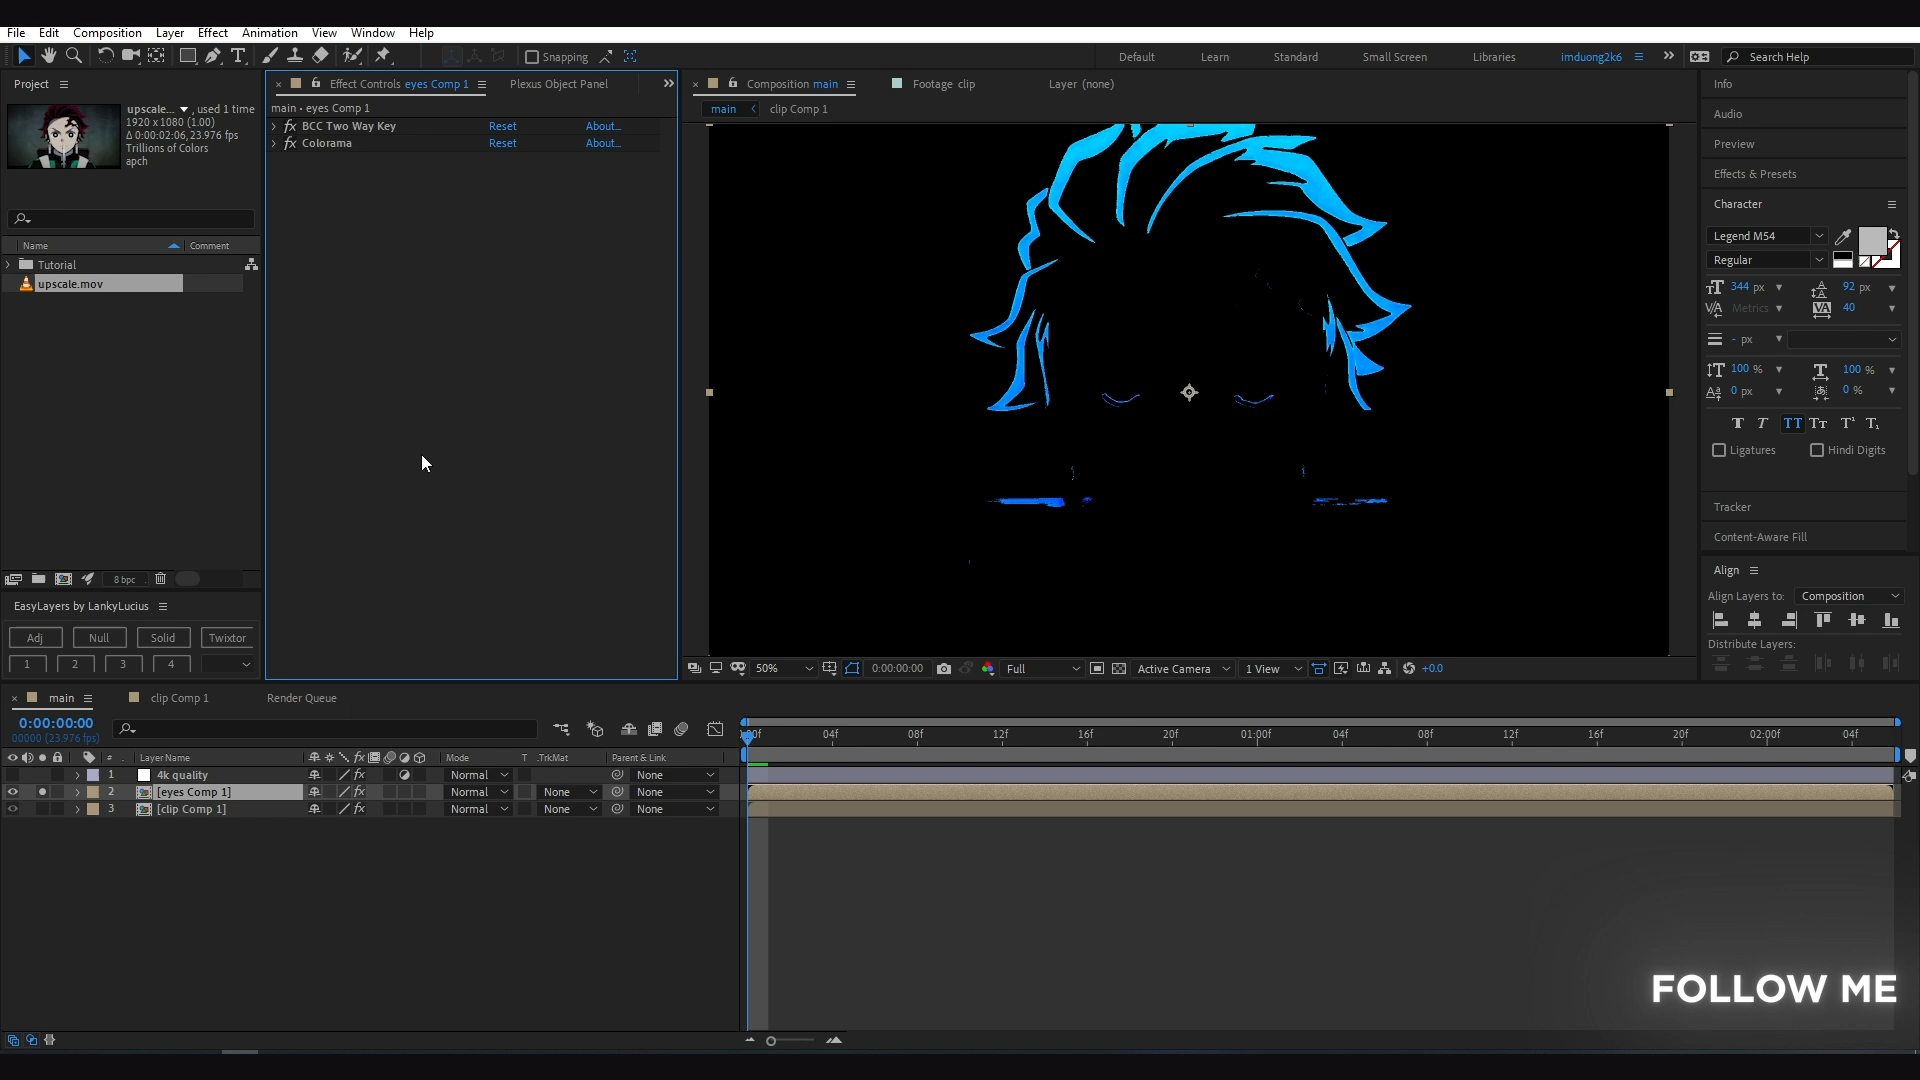 File Edit Composition Layer Effect Animation View Window Help
Snapping
Default Learn Standard Small Screen Libraries imduong2k6 Search Help
Project
upscale... , used 1 time
1920 x 1080 (1.00)
Δ 0:00:02:06, 23.976 fps
Trillions of Colors
apch
Name Comment
Tutorial
upscale.mov
8 bpc
EasyLayers by LankyLucius
Adj Null Solid Twixtor
1 2 3 4
Effect Controls eyes Comp 1 Plexus Object Panel
main • eyes Comp 1
fx BCC Two Way Key Reset About...
fx Colorama Reset About...
Composition main Footage clip Layer (none)
main clip Comp 1
50% 0:00:00:00 Full Active Camera 1 View +0.0
Info
Audio
Preview
Effects & Presets
Character
Legend M54
Regular
344 px 92 px
Metrics 40
- px
100 % 100 %
0 px 0 %
Ligatures Hindi Digits
Tracker
Content-Aware Fill
Align
Align Layers to: Composition
Distribute Layers:
main clip Comp 1 Render Queue
0:00:00:00
00000 (23.976 fps)
# Layer Name Mode T .TrkMat Parent & Link
1 4k quality Normal None
2 [eyes Comp 1] Normal None None
3 [clip Comp 1] Normal None None
04f 08f 12f 16f 20f 01:00f 04f 08f 12f 16f 20f 02:00f 04f
FOLLOW ME